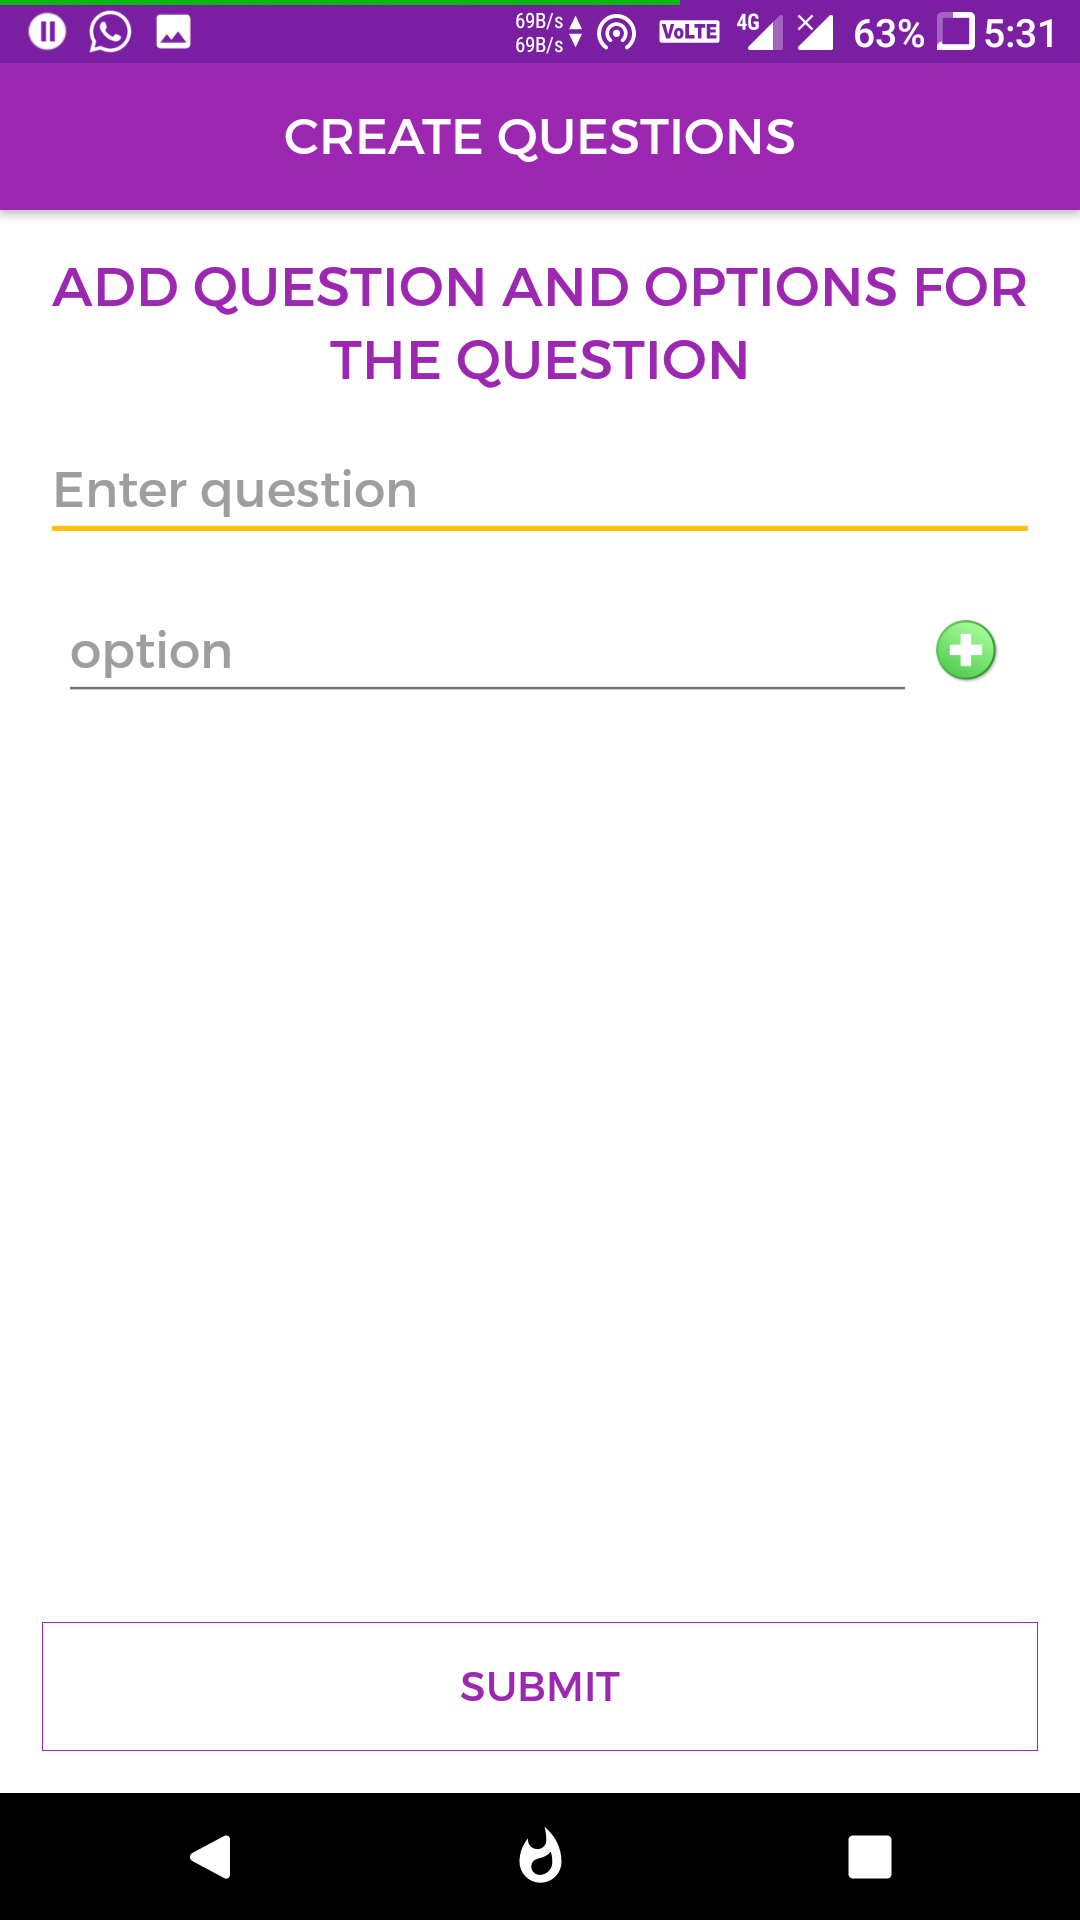 69B/s
69B/s
VoLTE
4G
63%
5:31
CREATE QUESTIONS
ADD QUESTION AND OPTIONS FOR
THE QUESTION
Enter question
option
SUBMIT